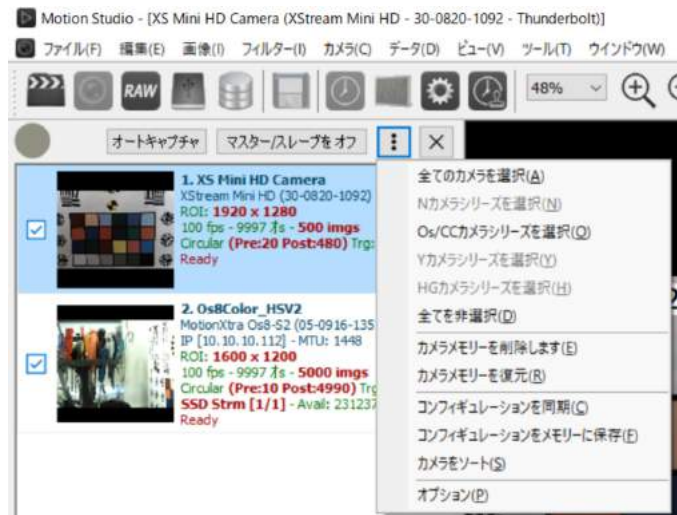 Motion Studio - [XS Mini HD Camera (XStream Mini HD - 30-0820-1092 - Thunderbolt)]
ファイル(F) 編集(E) 画像(I) フィルター(I) カメラ(C) データ(D) ビュー(V) ツール(T) ウインドウ(W)
RAW 48%
オートキャプチャ マスター/スレーブを オフ
1. XS Mini HD Camera
XStream Mini HD (30-0820-1092)
ROI: 1920 x 1280
100 fps - 9997 - 500 imgs
Circular (Pre:20 Post:480) Trg:
Ready
2. Os8Color_HSV2
MotionXtra Os8-S2 (05-0916-135
IP [10.10.10.112] - MTU: 1448
ROI: 1600 x 1200
100 fps - 9997 - 5000 imgs
Circular (Pre:10 Post:4990) Trg
SSD Strm [1/1] - Avail: 231237
Ready
全てのカメラを選択(A)
Nカメラシリーズを選択(N)
Os/CCカメラシリーズを選択(O)
Yカメラシリーズを選択(Y)
HGカメラシリーズを選択(H)
全てを非選択(D)
カメラメモリーを削除します(E)
カメラメモリーを復元(R)
コンフィギュレーションを同期(C)
コンフィギュレーションをメモリーに保存(F)
カメラをソート(S)
オプション(P)